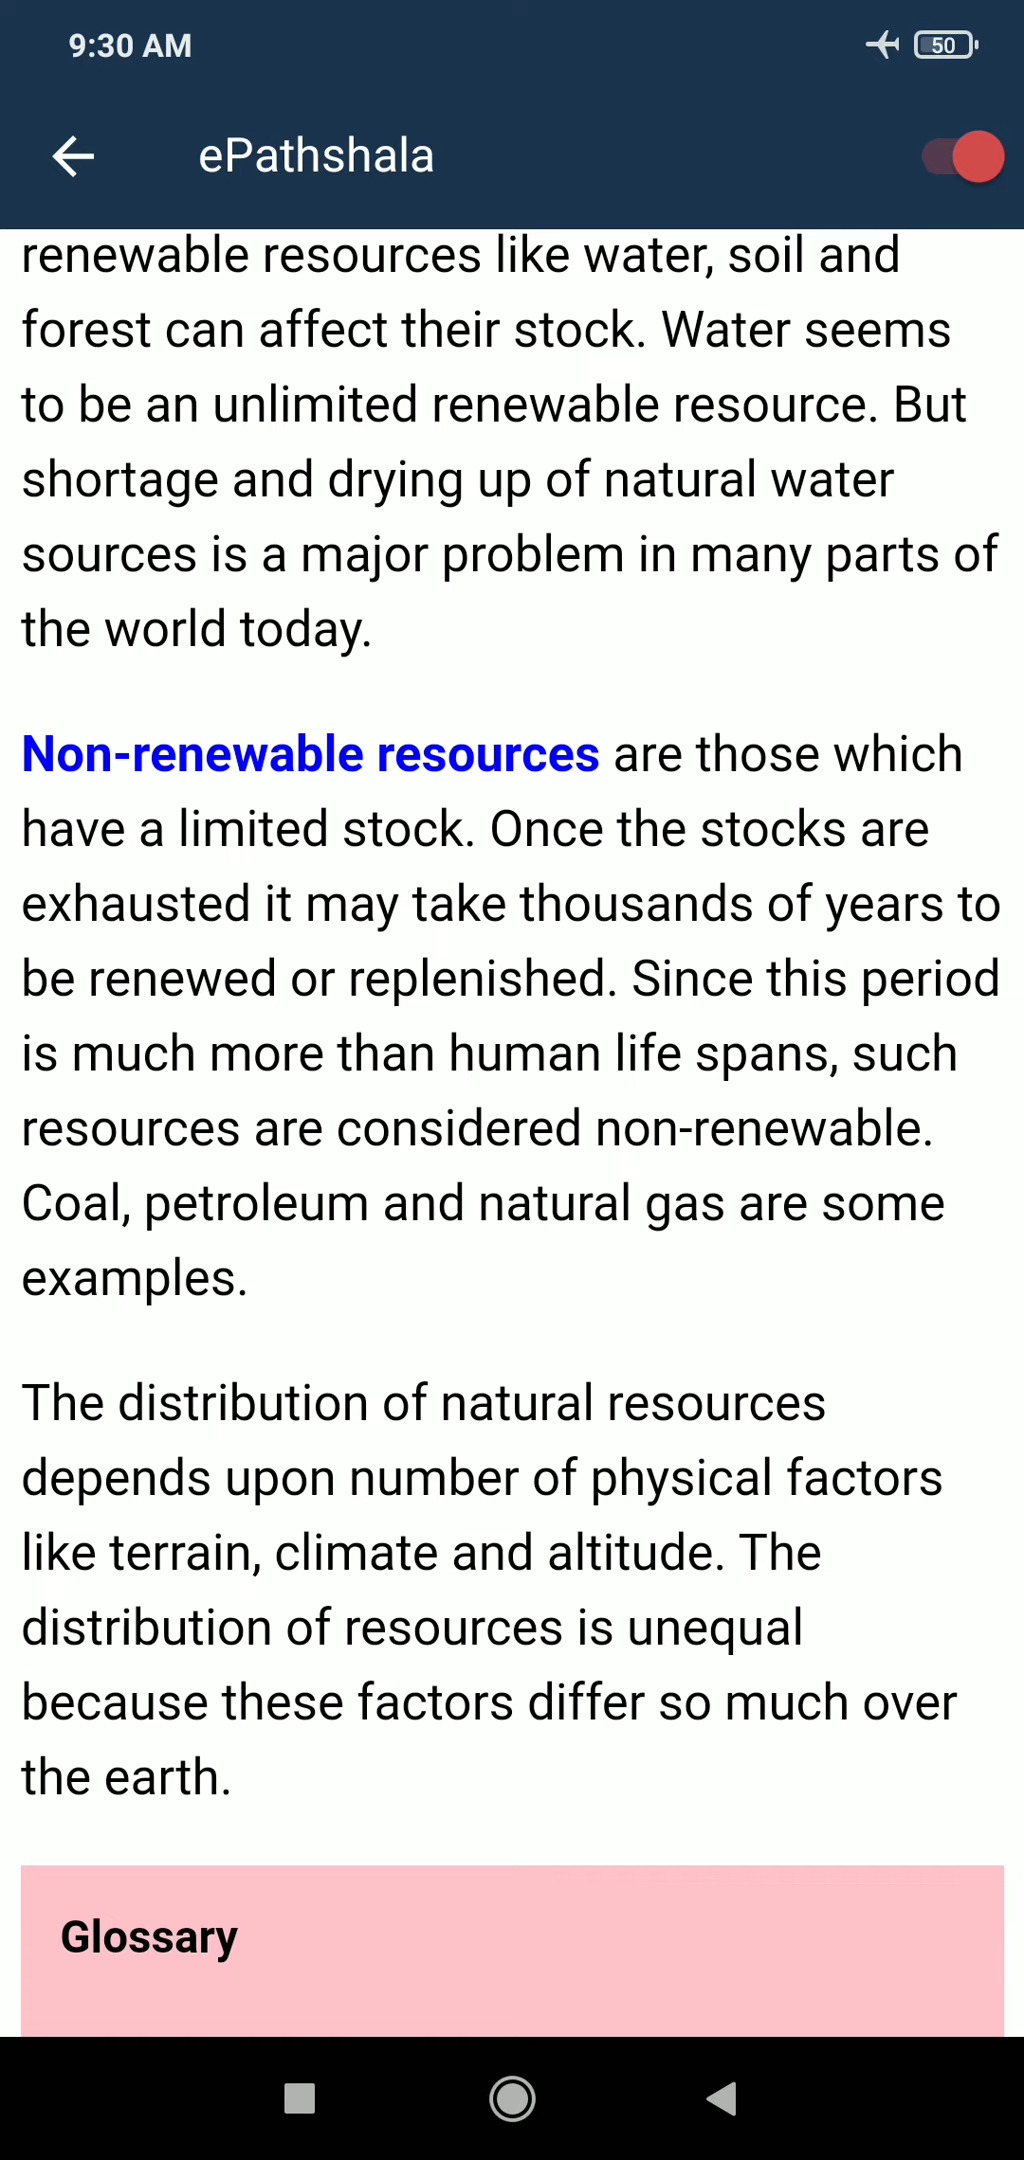 9:30 AM
50
ePathshala
renewable resources like water, soil and
forest can affect their stock. Water seems
to be an unlimited renewable resource. But
shortage and drying up of natural water
sources is a major problem in many parts of
the world today.
Non-renewable resources are those which
have a limited stock. Once the stocks are
exhausted it may take thousands of years to
be renewed or replenished. Since this period
is much more than human life spans, such
resources are considered non-renewable.
Coal, petroleum and natural gas are some
examples.
The distribution of natural resources
depends upon number of physical factors
like terrain, climate and altitude. The
distribution of resources is unequal
because these factors differ so much over
the earth.
Glossary